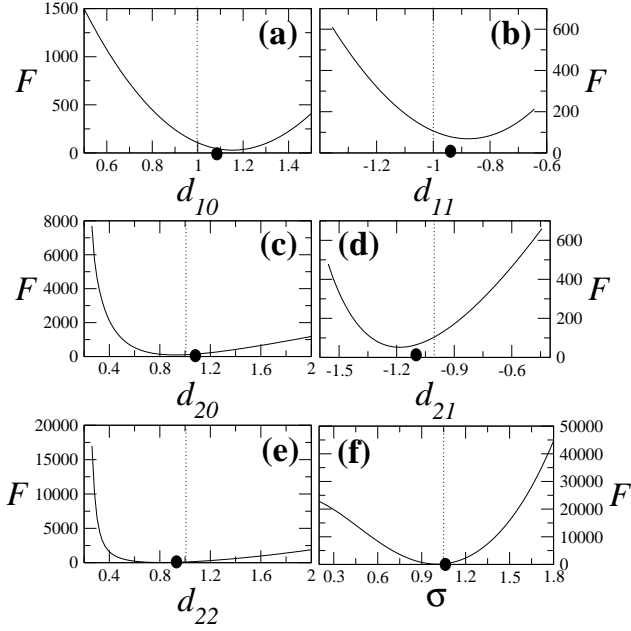 1500
1000
500
0
F
(a)
0.6 0.8 1 1.2 1.4
d10
(b)
600
400
200
0
F
-1.2 -1 -0.8 -0.6
d11
8000
6000
4000
2000
0
F
(c)
0.4 0.8 1.2 1.6 2
d20
(d)
600
400
200
0
F
-1.5 -1.2 -0.9 -0.6
d21
20000
15000
10000
5000
0
F
(e)
0.4 0.8 1.2 1.6 2
d22
(f)
50000
40000
30000
20000
10000
0
F
0.3 0.6 0.9 1.2 1.5 1.8
σ